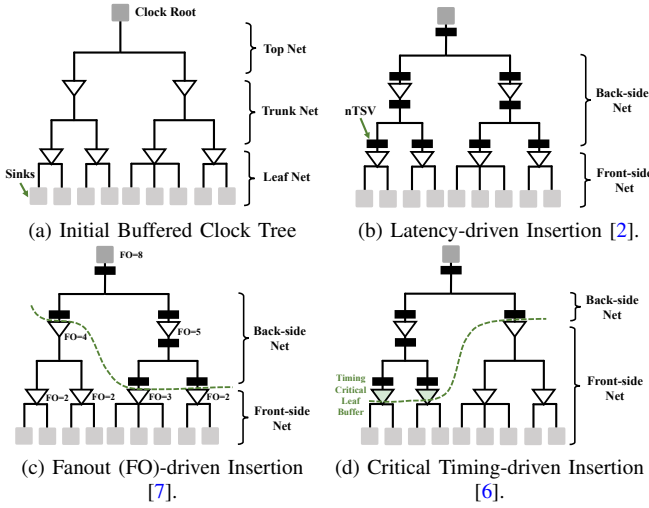 Clock Root
Top Net
Trunk Net
Leaf Net
Sinks
(a) Initial Buffered Clock Tree
nTSV
Back-side
Net
Front-side
Net
(b) Latency-driven Insertion [2].
FO=8
FO=4
FO=5
FO=2
FO=2
FO=3
FO=2
Back-side
Net
Front-side
Net
(c) Fanout (FO)-driven Insertion
[7].
Timing
Critical
Leaf
Buffer
Back-side
Net
Front-side
Net
(d) Critical Timing-driven Insertion
[6].